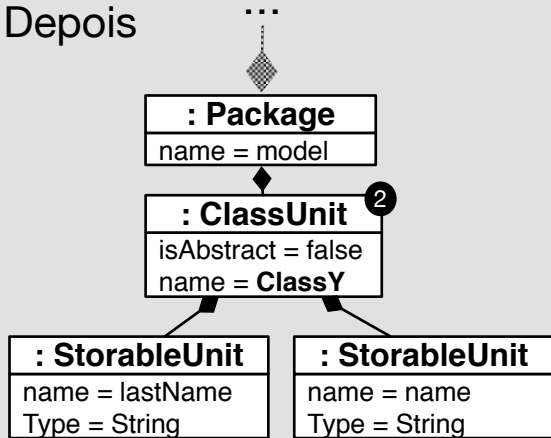 Depois
...
: Package
name = model
2
: ClassUnit
isAbstract = false
name = ClassY
: StorableUnit
name = lastName
Type = String
: StorableUnit
name = name
Type = String